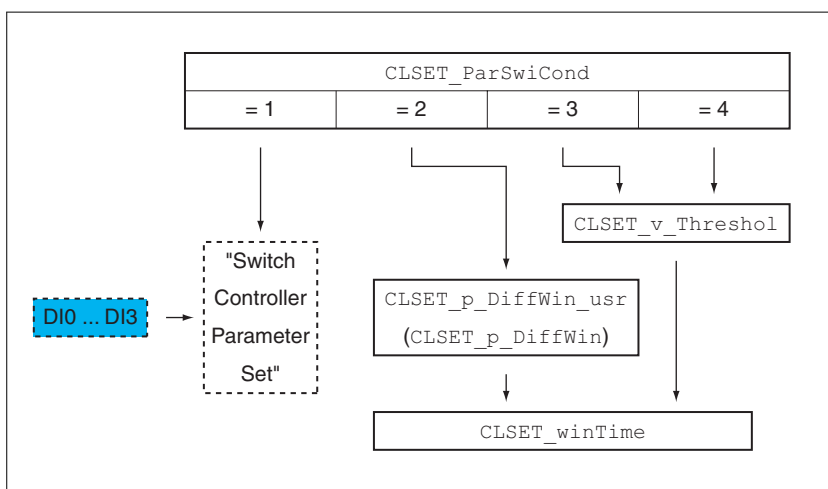 CLSET_ParSwiCond
= 1
= 2
= 3
= 4
CLSET_v_Threshol
"Switch
Controller
Parameter
Set"
DI0 ... DI3
CLSET_p_DiffWin_usr
(CLSET_p_DiffWin)
CLSET_winTime